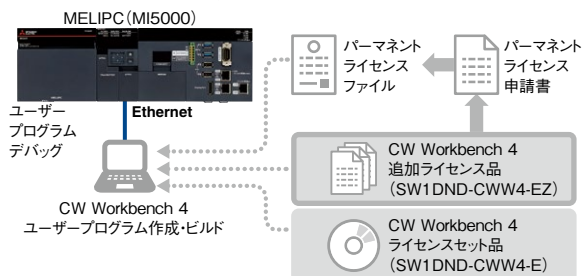 MELIPC(MI5000)
ユーザー
プログラム
デバッグ
Ethernet
CW Workbench 4
ユーザープログラム作成・ビルド
パーマネント
ライセンス
ファイル
パーマネント
ライセンス
申請書
CW Workbench 4
追加ライセンス品
(SW1DND-CWW4-EZ)
CW Workbench 4
ライセンスセット品
(SW1DND-CWW4-E)